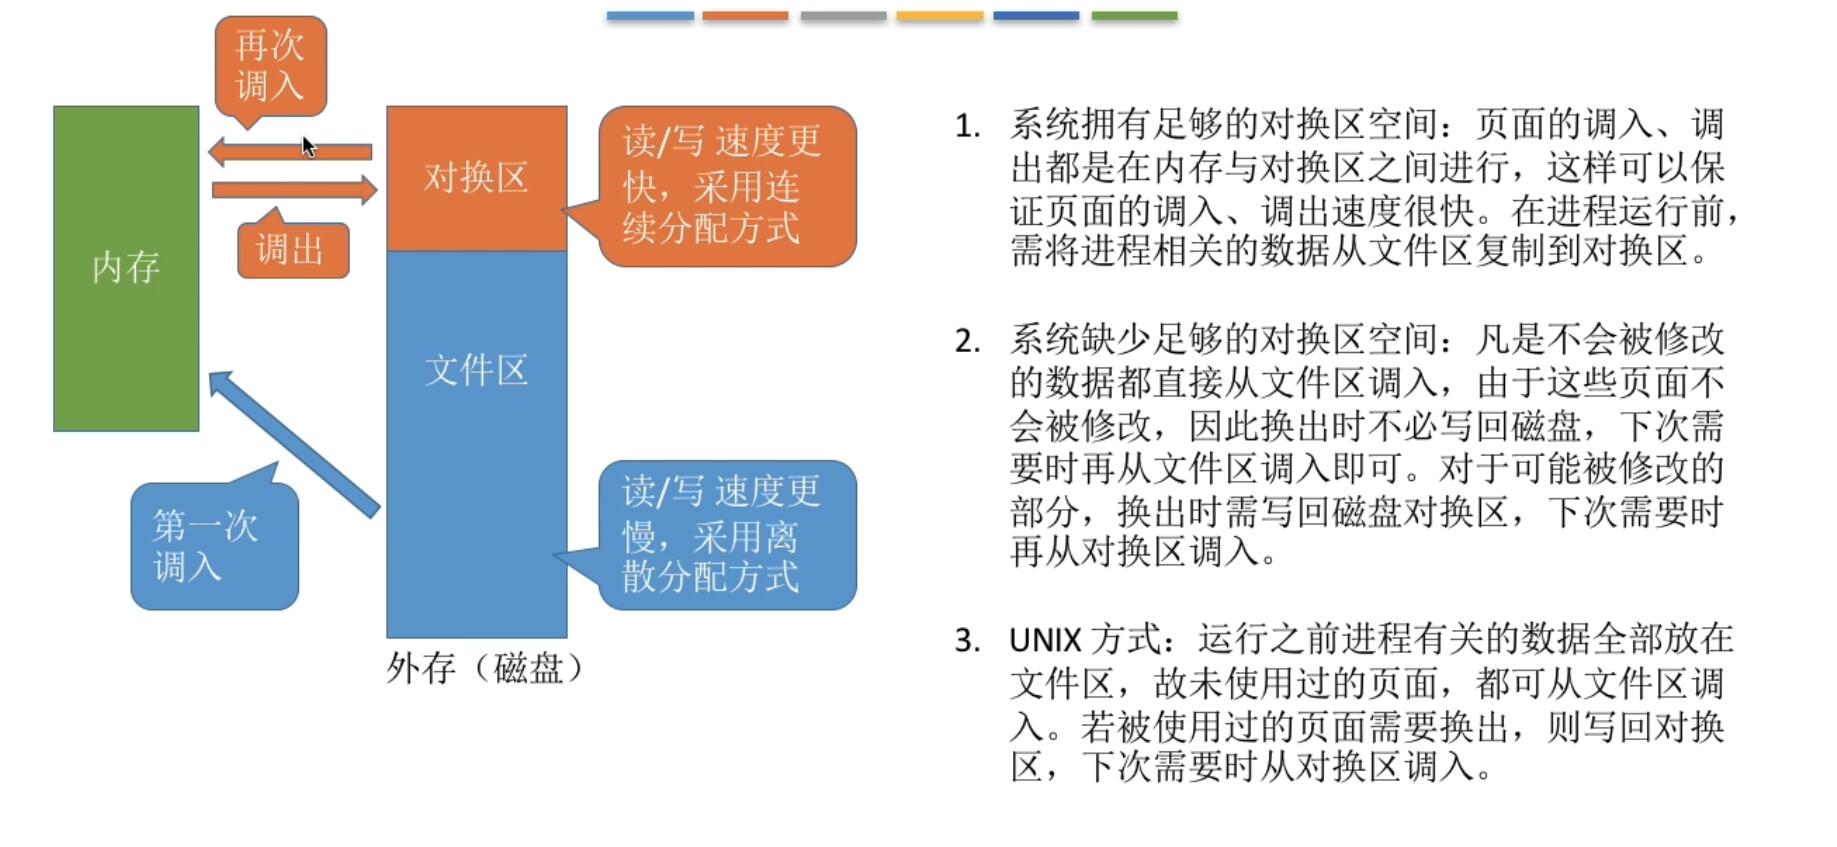 再次
调入
内存
调出
第一次
调入
对换区
文件区
外存（磁盘）
读/写 速度更
快，采用连
续分配方式
读/写 速度更
慢，采用离
散分配方式
1. 系统拥有足够的对换区空间：页面的调入、调
出都是在内存与对换区之间进行，这样可以保
证页面的调入、调出速度很快。在进程运行前，
需将进程相关的数据从文件区复制到对换区。
2. 系统缺少足够的对换区空间：凡是不会被修改
的数据都直接从文件区调入，由于这些页面不
会被修改，因此换出时不必写回磁盘，下次需
要时再从文件区调入即可。对于可能被修改的
部分，换出时需写回磁盘对换区，下次需要时
再从对换区调入。
3. UNIX 方式：运行之前进程有关的数据全部放在
文件区，故未使用过的页面，都可从文件区调
入。若被使用过的页面需要换出，则写回对换
区，下次需要时从对换区调入。